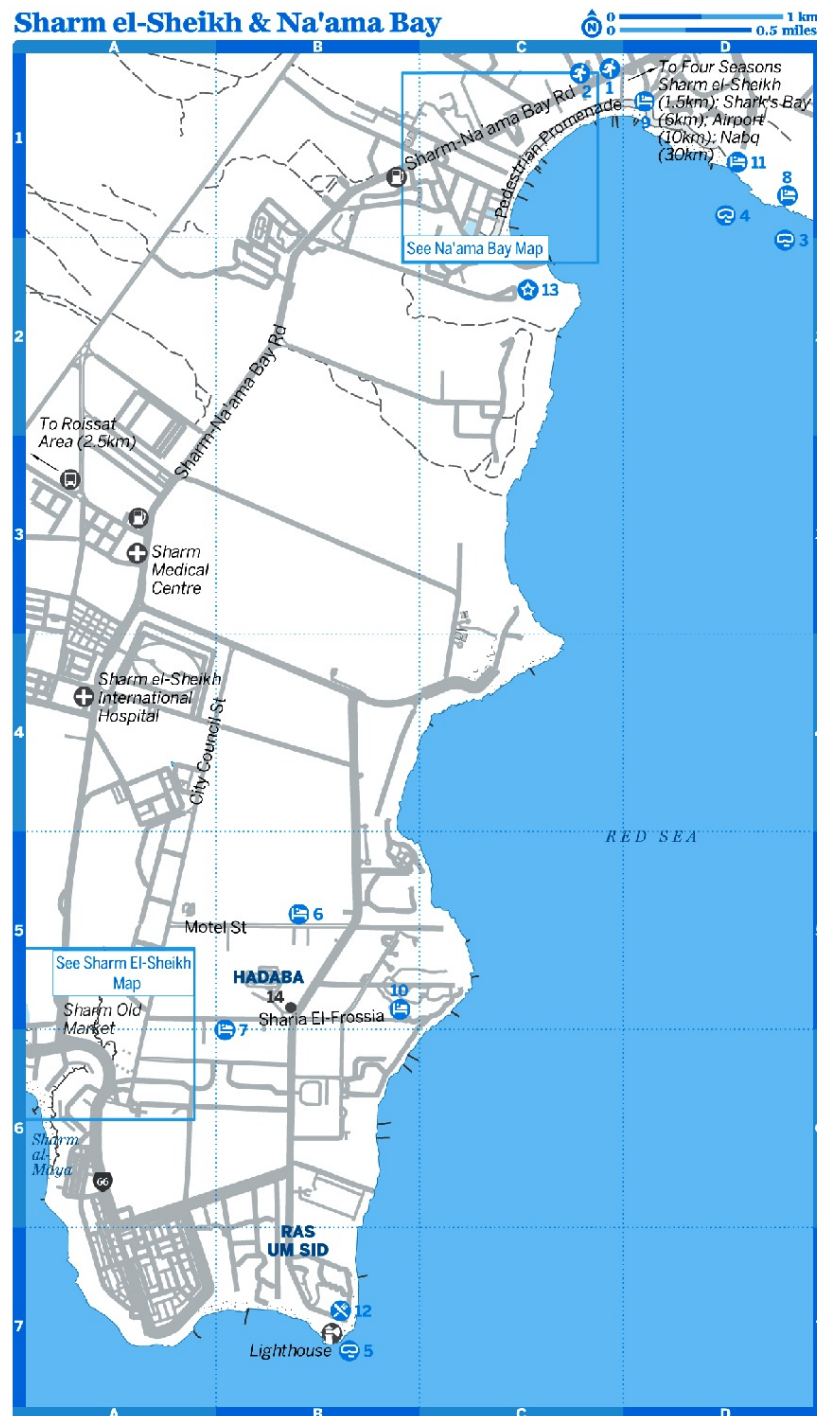 Sharm el-Sheikh & Na'ama Bay
N
0 1 km
0 0.5 miles
A B C D
To Four Seasons
Sharm el-Sheikh
(1.5km); Shark's Bay
(6km); Airport
(10km); Nabq
(30km)
2
1
9
Sharm-Na'ama Bay Rd
Pedestrian Promenade
1
11
8
4
3
See Na'ama Bay Map
13
2
Sharm-Na'ama Bay Rd
To Roissat
Area (2.5km)
3
Sharm
Medical
Centre
Sharm el-Sheikh
International
Hospital
4
City Council St
RED SEA
6
Motel St
5
See Sharm El-Sheikh
Map
HADABA
14
10
Sharm Old
Market
Sharia El-Frossia
7
6
Sharm
al-
Maya
66
RAS
UM SID
12
7
Lighthouse
5
A B C D